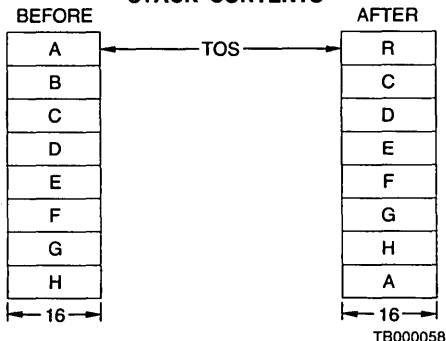 STACK CONTENTS
BEFORE AFTER
A TOS R
B C
C D
D E
E F
F G
G H
H A
16 16
TB000058